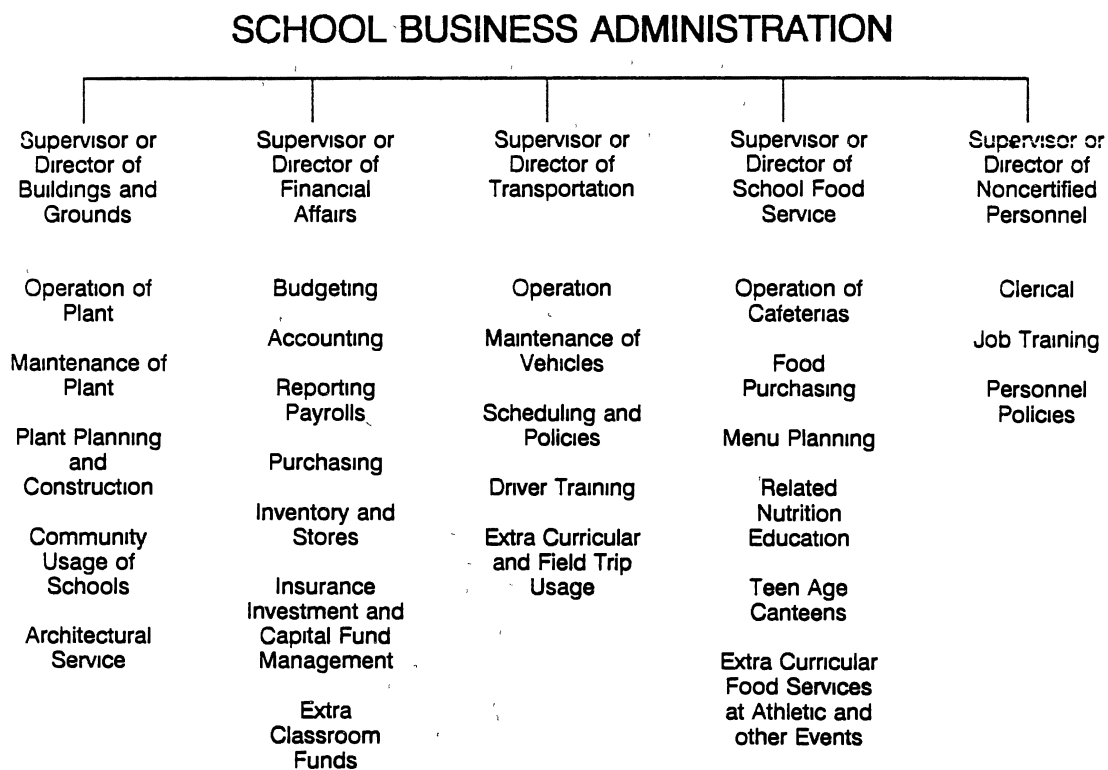 SCHOOL BUSINESS ADMINISTRATION
Supervisor or
Director of
Buildings and
Grounds
Operation of
Plant
Maintenance of
Plant
Plant Planning
and
Construction
Community
Usage of
Schools
Architectural
Service
Supervisor or
Director of
Financial
Affairs
Budgeting
Accounting
Reporting
Payrolls
Purchasing
Inventory and
Stores
Insurance
Investment and
Capital Fund
Management
Extra
Classroom
Funds
Supervisor or
Director of
Transportation
Operation
Maintenance of
Vehicles
Scheduling and
Policies
Driver Training
Extra Curricular
and Field Trip
Usage
Supervisor or
Director of
School Food
Service
Operation of
Cafeterias
Food
Purchasing
Menu Planning
Related
Nutrition
Education
Teen Age
Canteens
Extra Curricular
Food Services
at Athletic and
other Events
Supervisor or
Director of
Noncertified
Personnel
Clerical
Job Training
Personnel
Policies